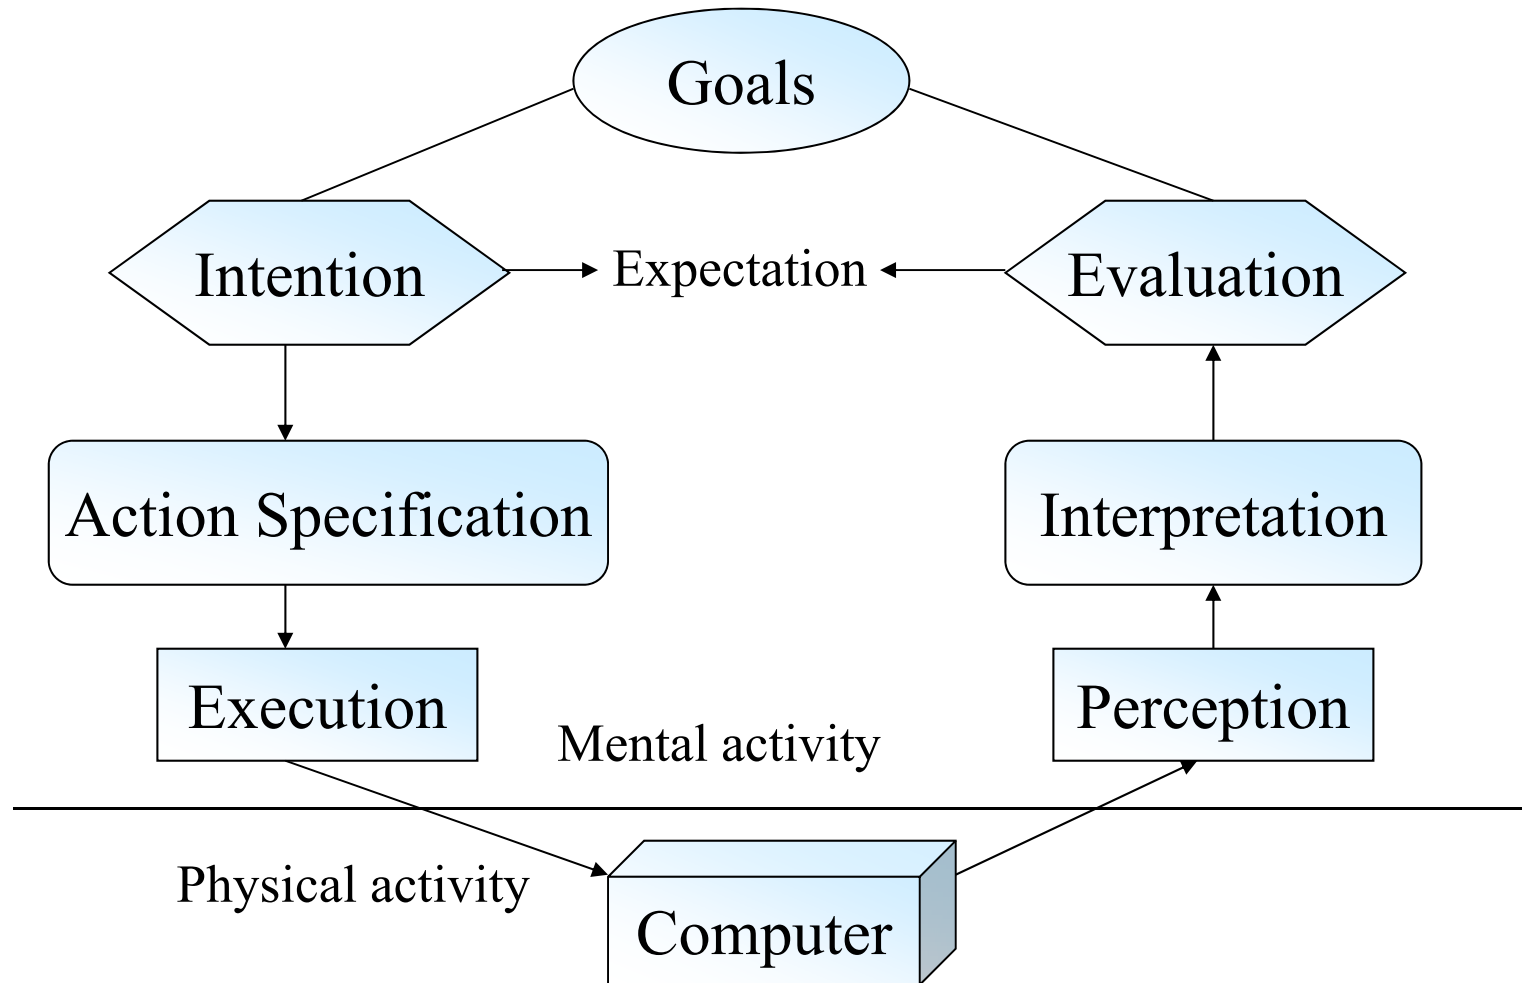 Goals
Intention
Expectation
Evaluation
Action Specification
Interpretation
Execution
Perception
Mental activity
Physical activity
Computer